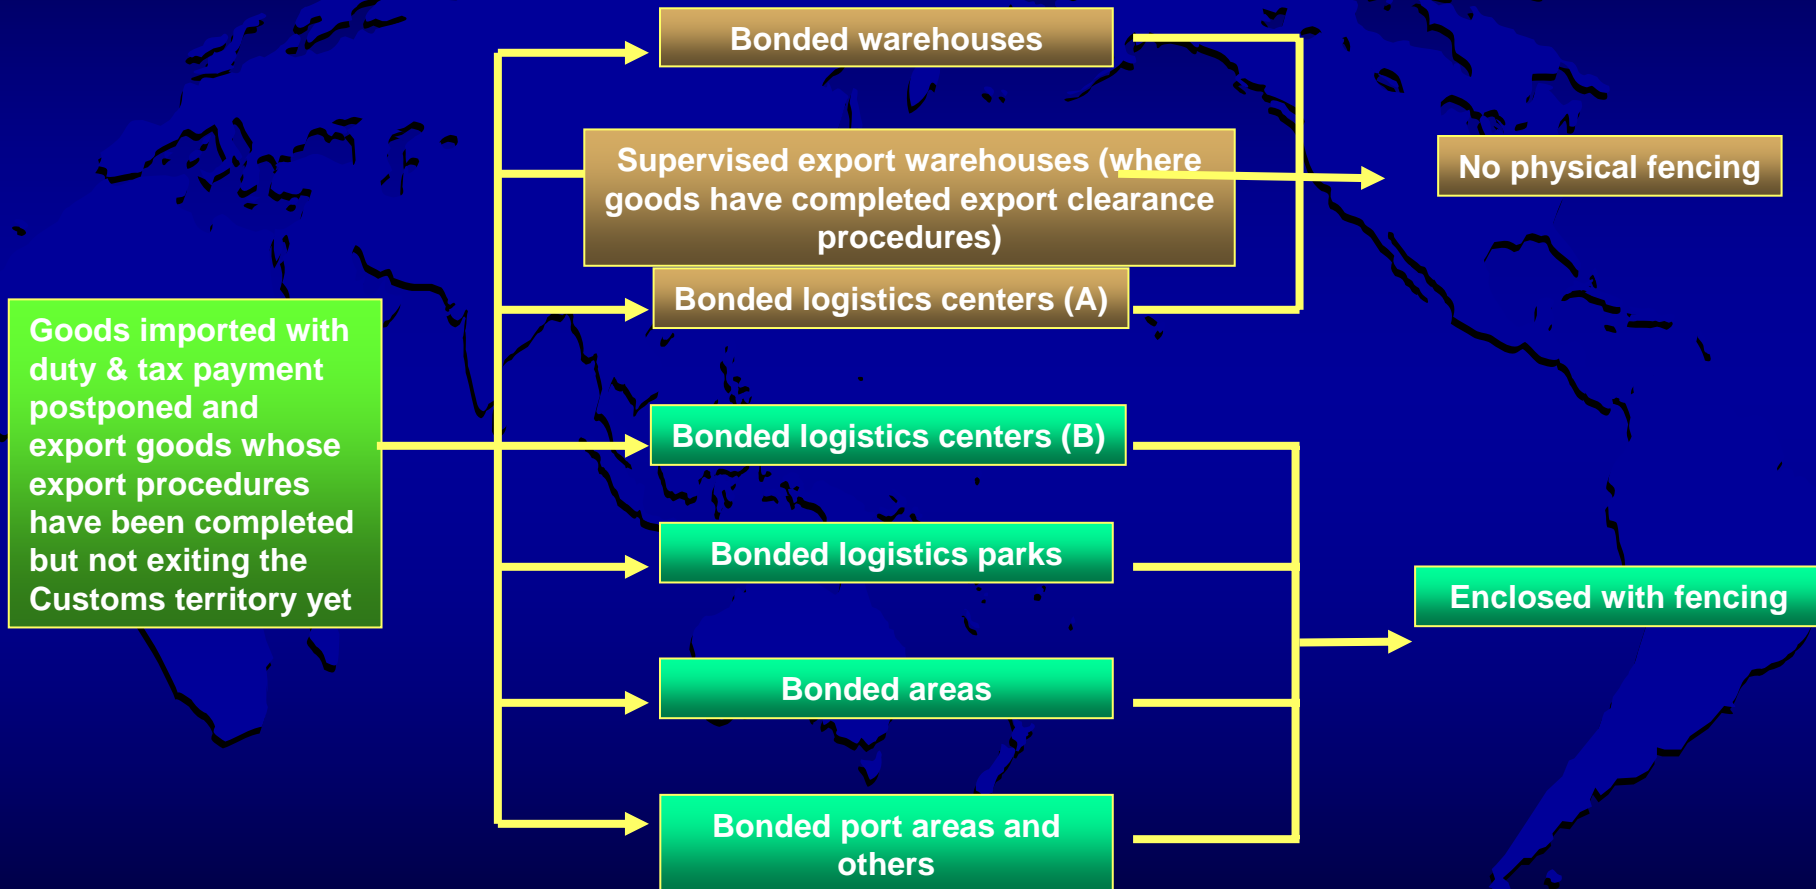 Goods imported with
duty & tax payment
postponed and
export goods whose
export procedures
have been completed
but not exiting the
Customs territory yet
Bonded warehouses
Supervised export warehouses (where
goods have completed export clearance
procedures)
Bonded logistics centers (A)
Bonded logistics centers (B)
Bonded logistics parks
Bonded areas
Bonded port areas and
others
No physical fencing
Enclosed with fencing